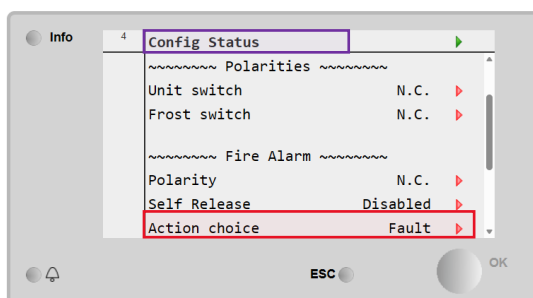 Info
4 Config Status
~~~~~~~~ Polarities ~~~~~~~~
Unit switch N.C.
Frost switch N.C.
~~~~~~~ Fire Alarm ~~~~~~~~
Polarity N.C.
Self Release Disabled
Action choice Fault
OK
ESC